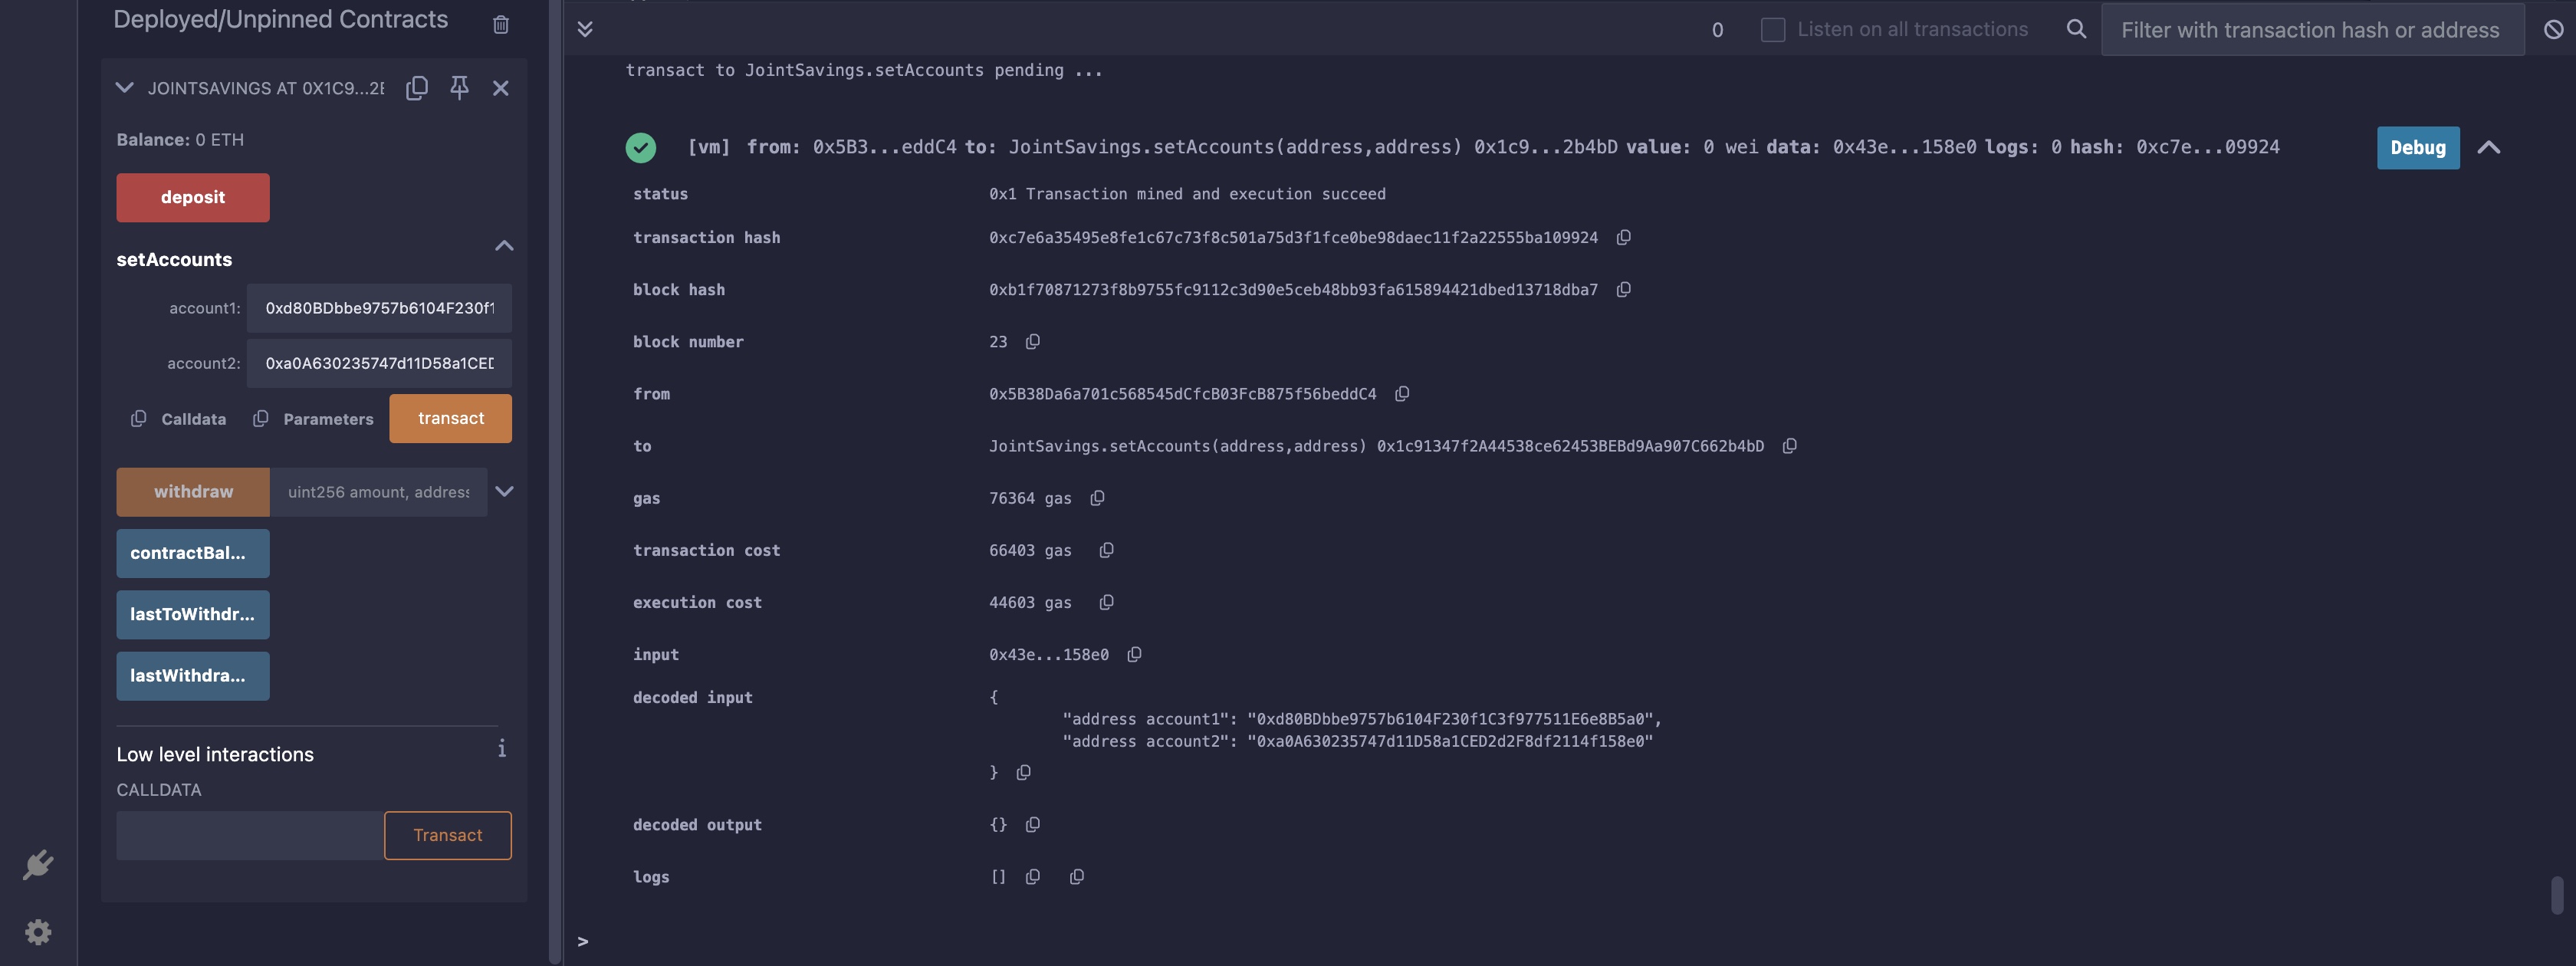 Deployed/Unpinned Contracts
JOINTSAVINGS AT 0X1C9...2E
Balance: 0 ETH
deposit
setAccounts
account1: 0xd80BDbbe9757b6104F230f1
account2: 0xa0A630235747d11D58a1CED
Calldata Parameters transact
withdraw uint256 amount, address
contractBal...
lastToWithdr...
lastWithdra...
Low level interactions
CALLDATA
Transact
0 Listen on all transactions Filter with transaction hash or address
transact to JointSavings.setAccounts pending ...
[vm] from: 0x5B3...eddC4 to: JointSavings.setAccounts(address,address) 0x1c9...2b4bD value: 0 wei data: 0x43e...158e0 logs: 0 hash: 0xc7e...09924 Debug
status 0x1 Transaction mined and execution succeed
transaction hash 0xc7e6a35495e8fe1c67c73f8c501a75d3f1fce0be98daec11f2a22555ba109924
block hash 0xb1f70871273f8b9755fc9112c3d90e5ceb48bb93fa615894421dbed13718dba7
block number 23
from 0x5B38Da6a701c568545dCfcB03FcB875f56beddC4
to JointSavings.setAccounts(address,address) 0x1c91347f2A44538ce62453BEBd9Aa907C662b4bD
gas 76364 gas
transaction cost 66403 gas
execution cost 44603 gas
input 0x43e...158e0
decoded input {
"address account1": "0xd80BDbbe9757b6104F230f1C3f977511E6e8B5a0",
"address account2": "0xa0A630235747d11D58a1CED2d2F8df2114f158e0"
}
decoded output {}
logs []
>